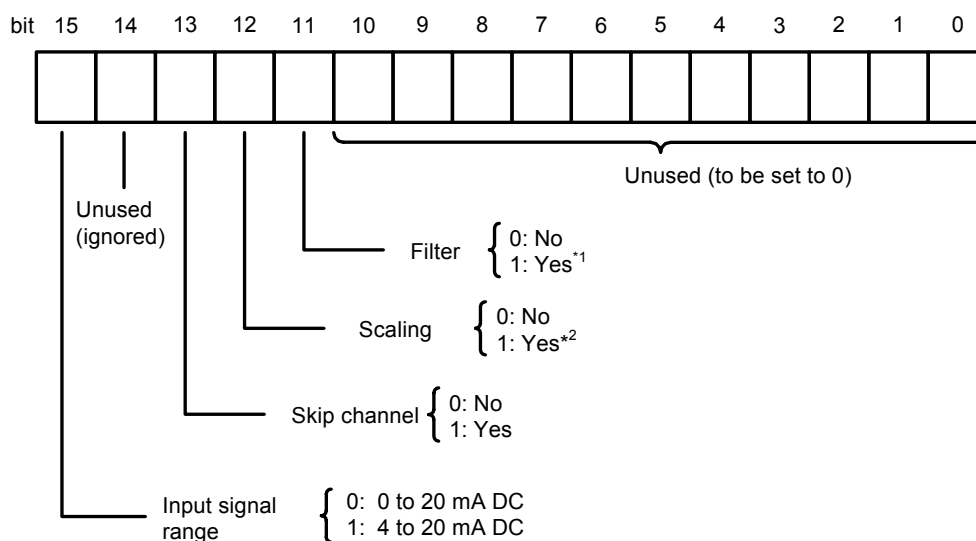 bit 15 14 13 12 11 10 9 8 7 6 5 4 3 2 1 0
Unused (to be set to 0)
Unused
(ignored)
Filter
0: No
1: Yes*1
Scaling
0: No
1: Yes*2
Skip channel
0: No
1: Yes
Input signal
range
0: 0 to 20 mA DC
1: 4 to 20 mA DC